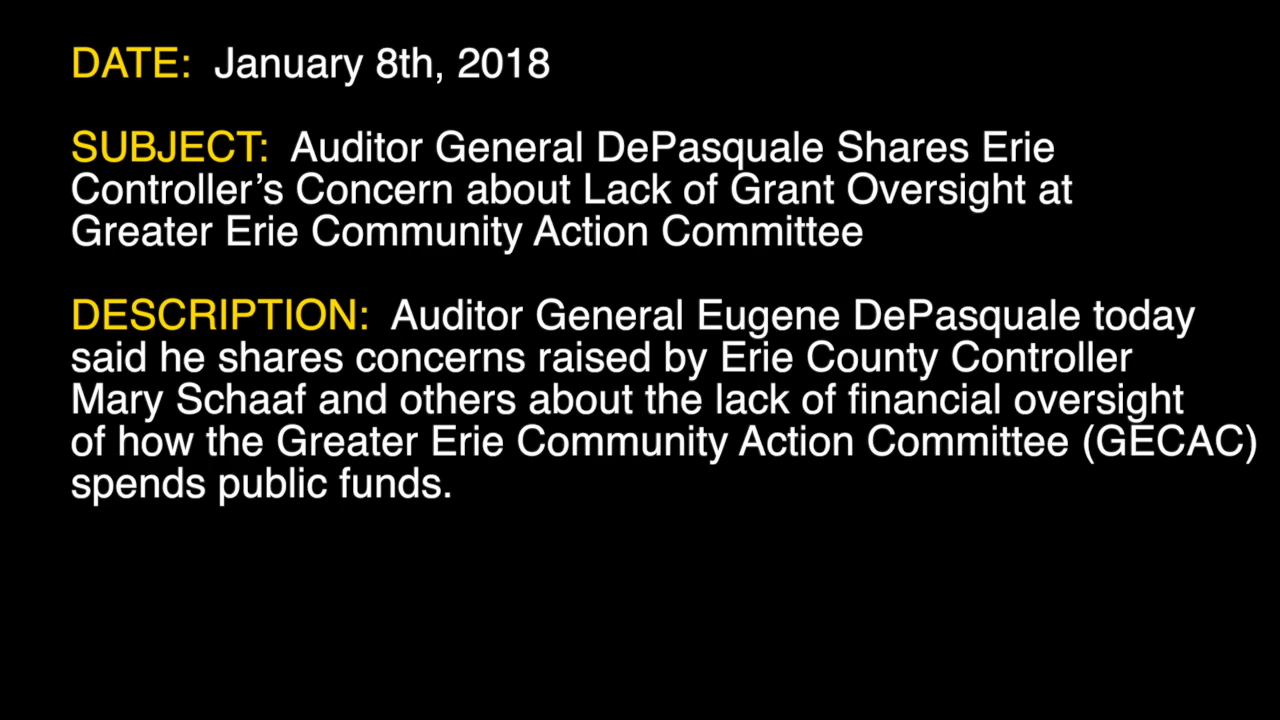 DATE: January 8th, 2018
SUBJECT: Auditor General DePasquale Shares Erie
Controller’s Concern about Lack of Grant Oversight at
Greater Erie Community Action Committee
DESCRIPTION: Auditor General Eugene DePasquale today
said he shares concerns raised by Erie County Controller
Mary Schaaf and others about the lack of financial oversight
of how the Greater Erie Community Action Committee (GECAC)
spends public funds.